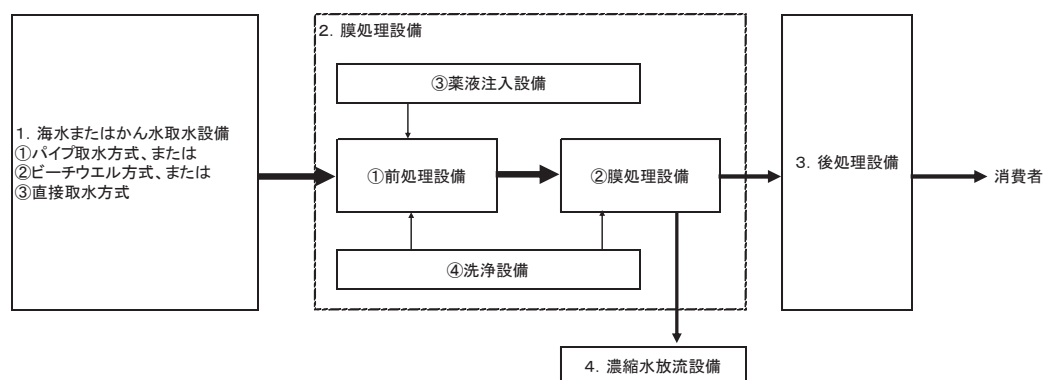 1. 海水またはかん水取水設備
①パイプ取水方式、または
②ビーチウエル方式、または
③直接取水方式
2. 膜処理設備
③薬液注入設備
①前処理設備
②膜処理設備
④洗浄設備
3. 後処理設備
消費者
4. 濃縮水放流設備